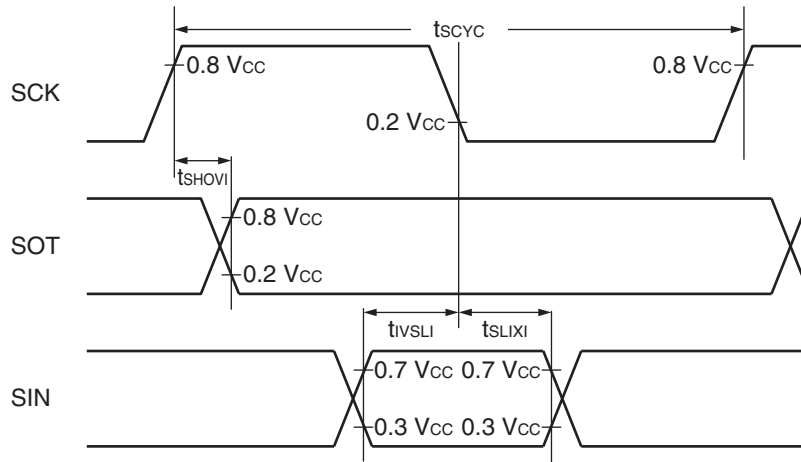 tSCYC
SCK
0.8 VCC
0.8 VCC
0.2 VCC
tSHOVI
SOT
0.8 VCC
0.2 VCC
tIVSLI
tSLIXI
SIN
0.7 VCC 0.7 VCC
0.3 VCC 0.3 VCC